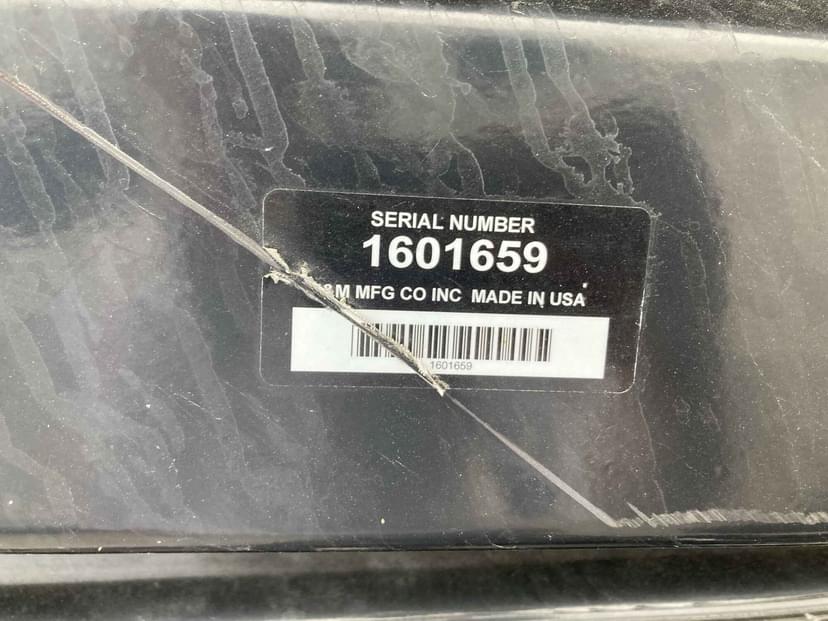 SERIAL NUMBER
1601659
&M MFG CO INC MADE IN USA
1601659